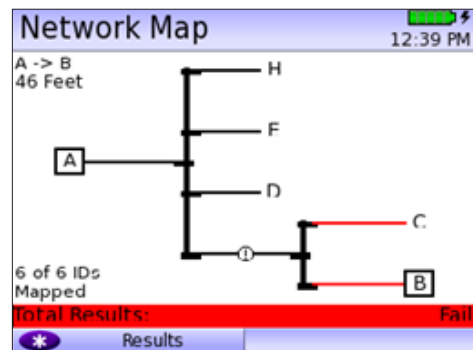 Network Map
12:39 PM
A -> B
46 Feet
H
F
A
D
!
C
B
6 of 6 IDs
Mapped
Total Results: Fail
* Results